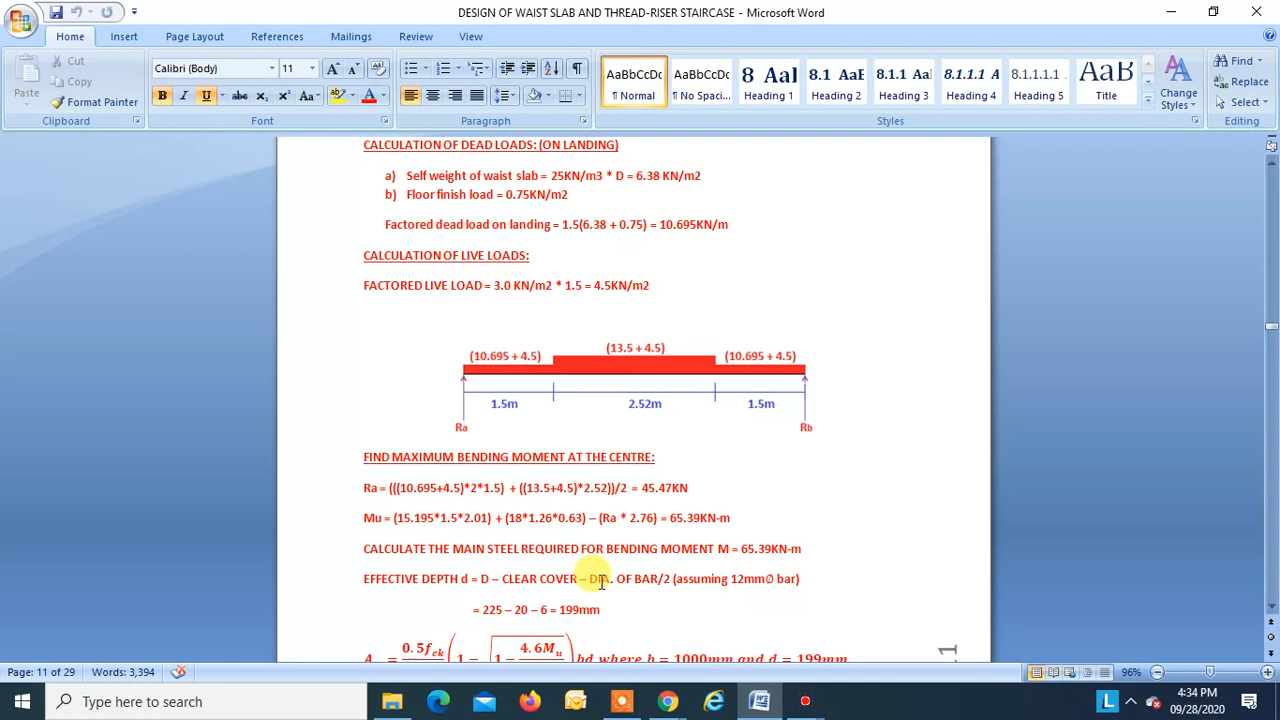 DESIGN OF WAIST SLAB AND THREAD-RISER STAIRCASE - Microsoft Word
Home Insert Page Layout References Mailings Review View
Paste
Cut
Copy
Format Painter
Clipboard
Calibri (Body) 11
B I U abc X₂ X² Aa
Font
Paragraph
AaBbCcDc AaBbCcDc 8 AaI 8.1 AaB 8.1.1 AaB 8.1.1.1 A 8.1.1.1.1 AaB
¶ Normal ¶ No Spaci... Heading 1 Heading 2 Heading 3 Heading 4 Heading 5 Title
Change Styles
Styles
Find
Replace
Select
Editing
CALCULATION OF DEAD LOADS: (ON LANDING)
a) Self weight of waist slab = 25KN/m3 * D = 6.38 KN/m2
b) Floor finish load = 0.75KN/m2
Factored dead load on landing = 1.5(6.38 + 0.75) = 10.695KN/m
CALCULATION OF LIVE LOADS:
FACTORED LIVE LOAD = 3.0 KN/m2 * 1.5 = 4.5KN/m2
(10.695 + 4.5) (13.5 + 4.5) (10.695 + 4.5)
1.5m 2.52m 1.5m
Ra Rb
FIND MAXIMUM BENDING MOMENT AT THE CENTRE:
Ra = (((10.695+4.5)*2*1.5) + ((13.5+4.5)*2.52))/2 = 45.47KN
Mu = (15.195*1.5*2.01) + (18*1.26*0.63) – (Ra * 2.76) = 65.39KN-m
CALCULATE THE MAIN STEEL REQUIRED FOR BENDING MOMENT M = 65.39KN-m
EFFECTIVE DEPTH d = D – CLEAR COVER – DIA. OF BAR/2 (assuming 12mm∅ bar)
= 225 – 20 – 6 = 199mm
0.5fck (1 - √1 - 4.6Mu) bd where b = 1000mm and d = 199mm
Page: 11 of 29 Words: 3,394 96%
Type here to search
4:34 PM
09/28/2020